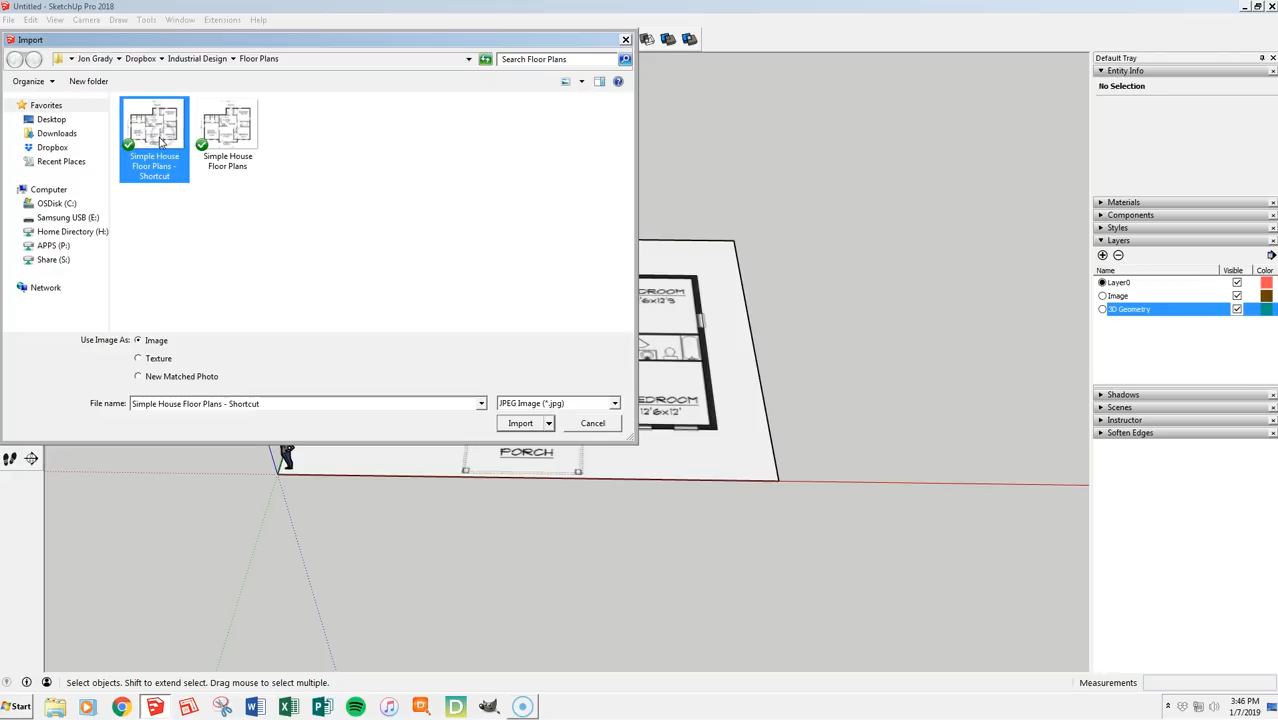 Untitled - SketchUp Pro 2018
File Edit View Camera Draw Tools Window Extensions Help
Import
Jon Grady Dropbox Industrial Design Floor Plans
Search Floor Plans
Organize New folder
Favorites
Desktop
Downloads
Dropbox
Recent Places
Computer
OSDisk (C:)
Samsung USB (E:)
Home Directory (H:)
APPS (P:)
Share (S:)
Network
Simple House
Floor Plans -
Shortcut
Simple House
Floor Plans
Use Image As: Image
Texture
New Matched Photo
File name: Simple House Floor Plans - Shortcut
JPEG Image (*.jpg)
Import Cancel
PORCH
Default Tray
Entity Info
No Selection
Materials
Components
Styles
Layers
Name Visible Color
Layer0
Image
3D Geometry
Shadows
Scenes
Instructor
Soften Edges
Select objects. Shift to extend select. Drag mouse to select multiple.
Measurements
Start
3:46 PM
1/7/2019